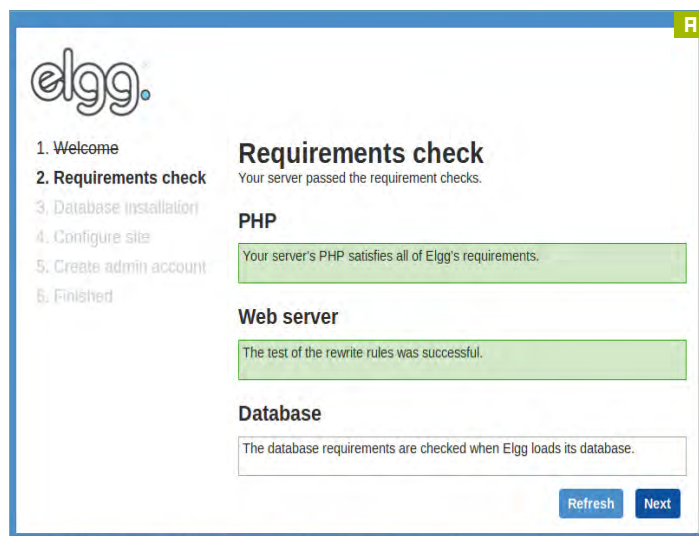 A
elgg.
1. Welcome
2. Requirements check
3. Database installation
4. Configure site
5. Create admin account
6. Finished
Requirements check
Your server passed the requirement checks.
PHP
Your server's PHP satisfies all of Elgg's requirements.
Web server
The test of the rewrite rules was successful.
Database
The database requirements are checked when Elgg loads its database.
Refresh
Next